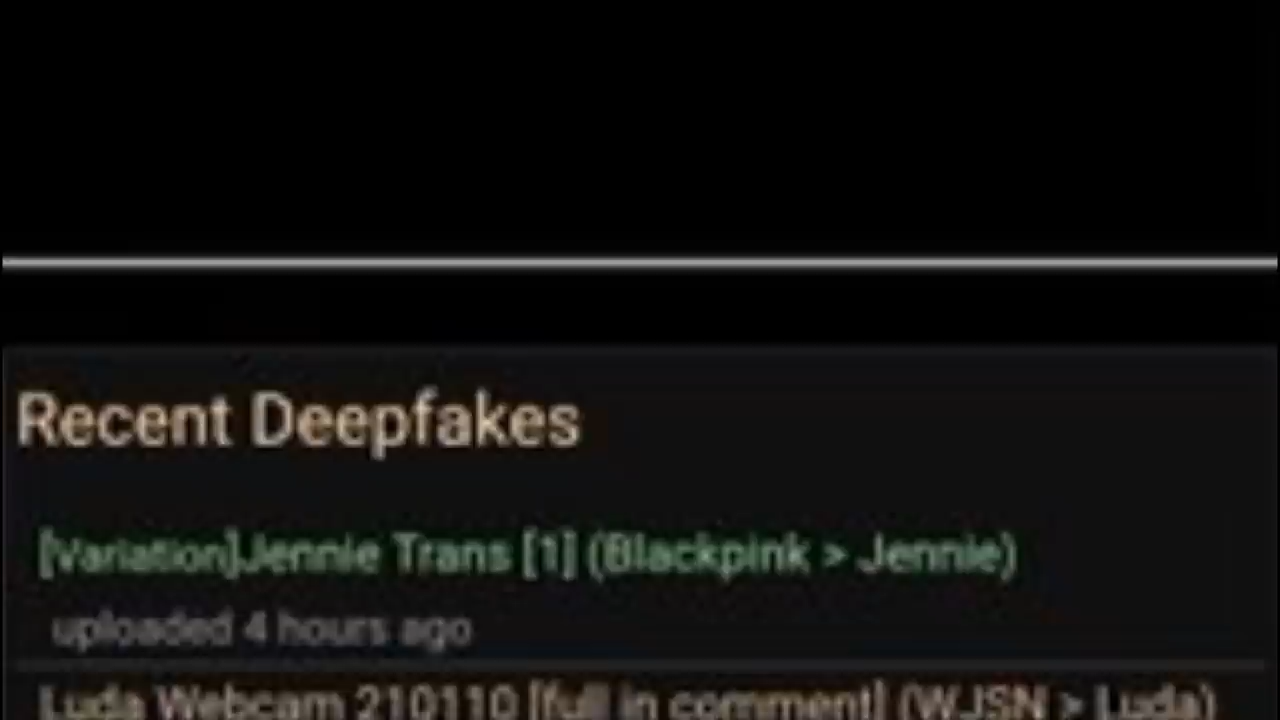 Recent Deepfakes
[Variation]Jennie Trans [1] (Blackpink > Jennie)
uploaded 4 hours ago
Luda Webcam 210110 [full in comment] (WJSN > Luda)